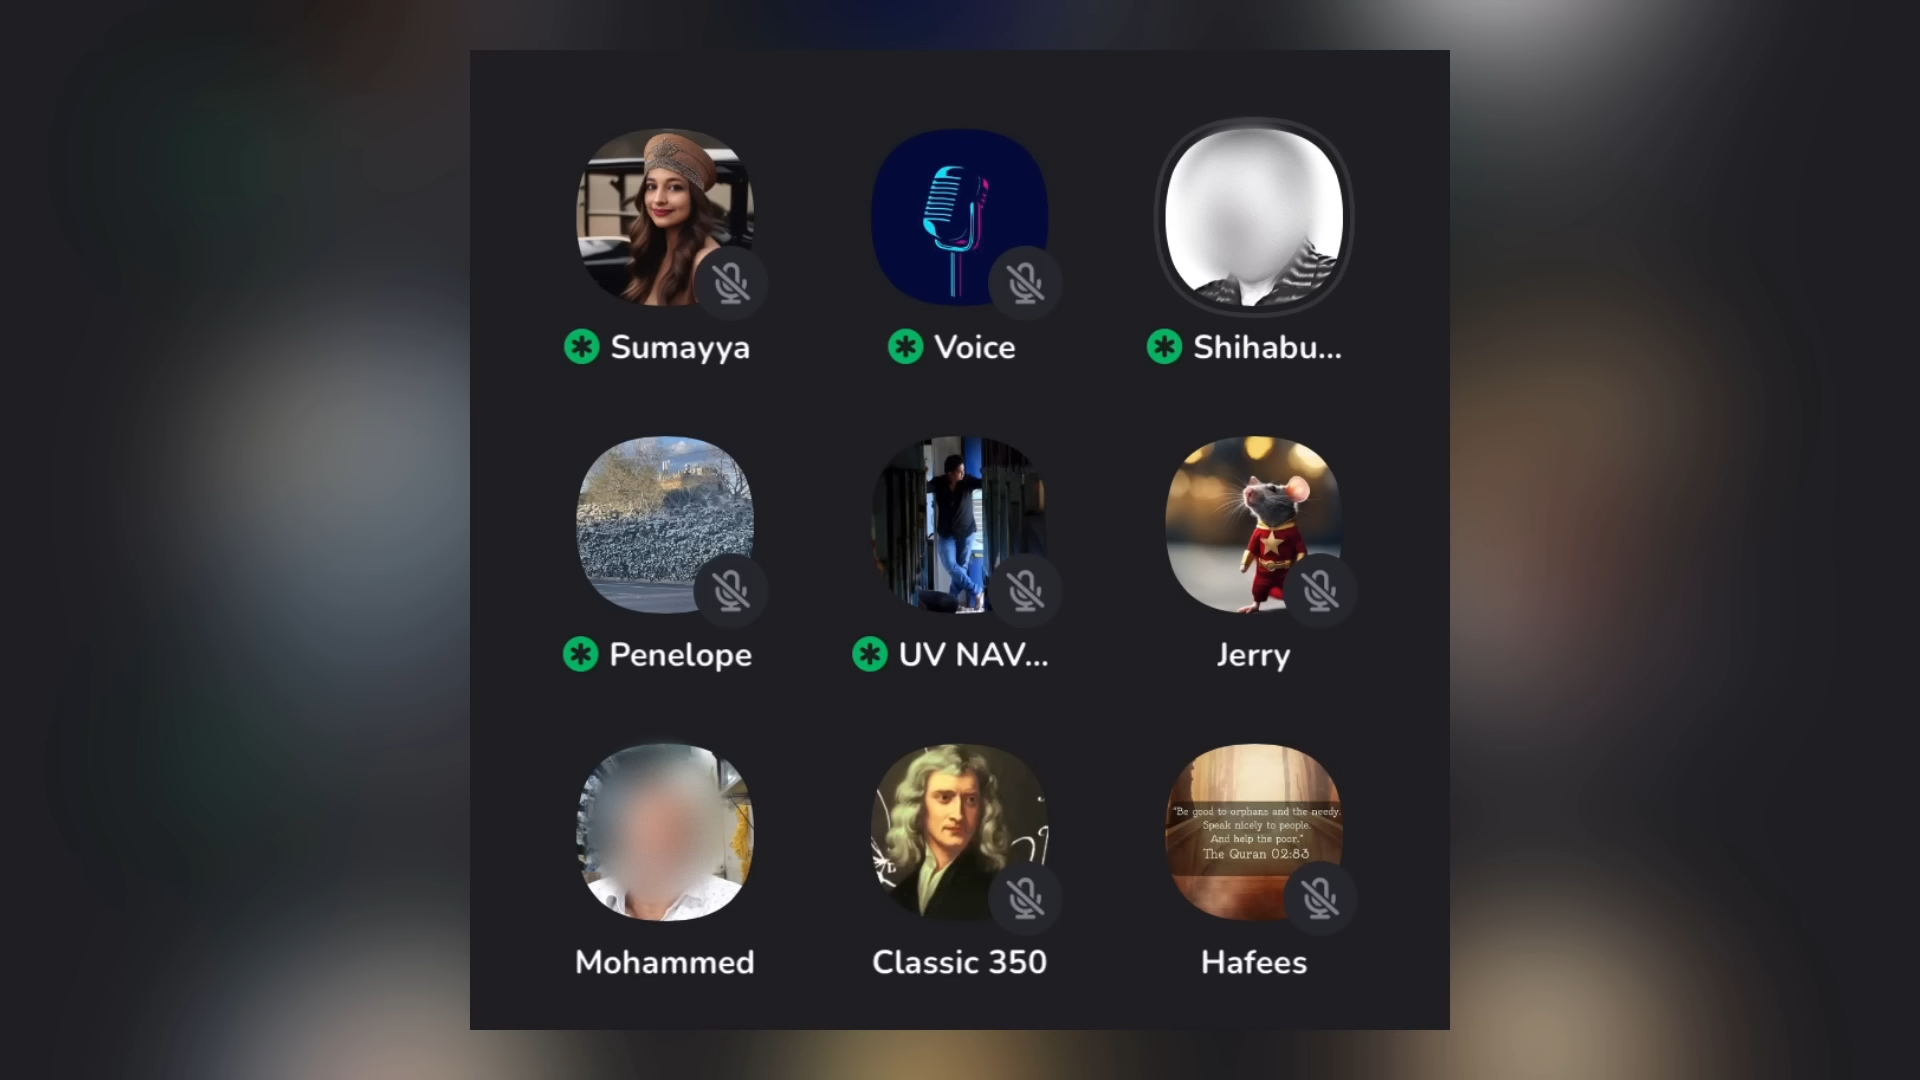 Sumayya
Voice
Shihabu...
Penelope
UV NAV...
Jerry
"Be good to orphans and the needy.
Speak nicely to people.
And help the poor."
The Quran 02:83
Mohammed
Classic 350
Hafees